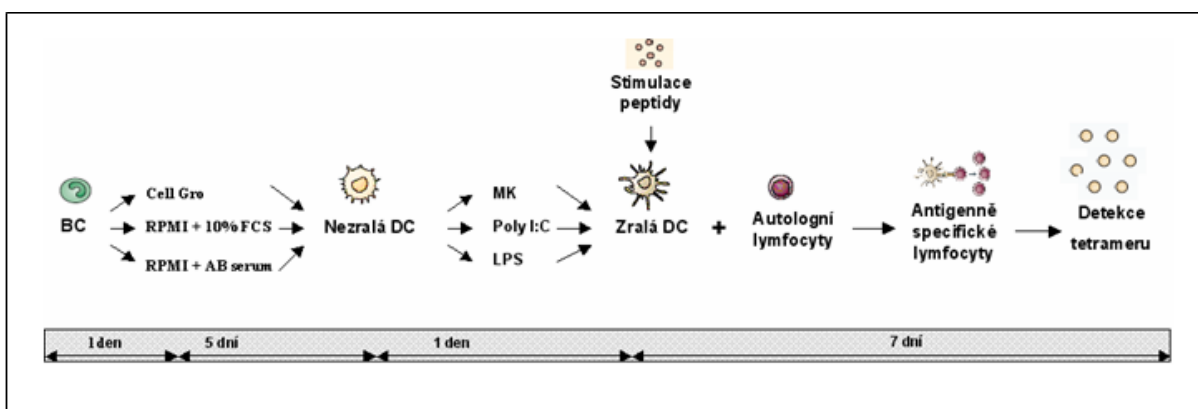 Stimulace
peptidy
Cell Gro
MK
BC
RPMI + 10% FCS
Nezralá DC
Poly I:C
Zralá DC
+
Autologní
lymfocyty
Antigenně
specifické
lymfocyty
Detekce
tetrameru
RPMI + AB serum
LPS
1 den
5 dní
1 den
7 dní